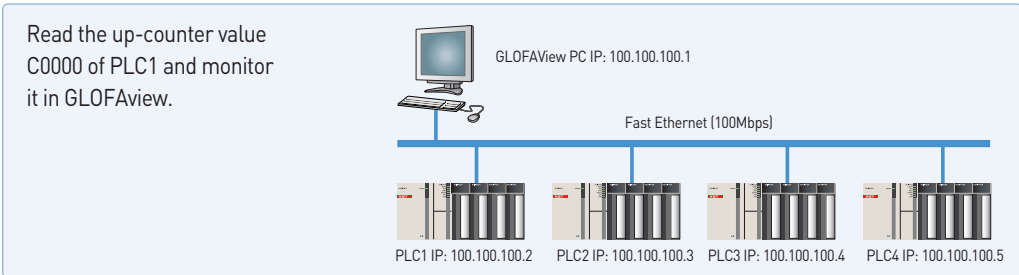 Read the up-counter value
C0000 of PLC1 and monitor
it in GLOFAview.
GLOFAView PC IP: 100.100.100.1
Fast Ethernet (100Mbps)
PLC1 IP: 100.100.100.2
PLC2 IP: 100.100.100.3
PLC3 IP: 100.100.100.4
PLC4 IP: 100.100.100.5